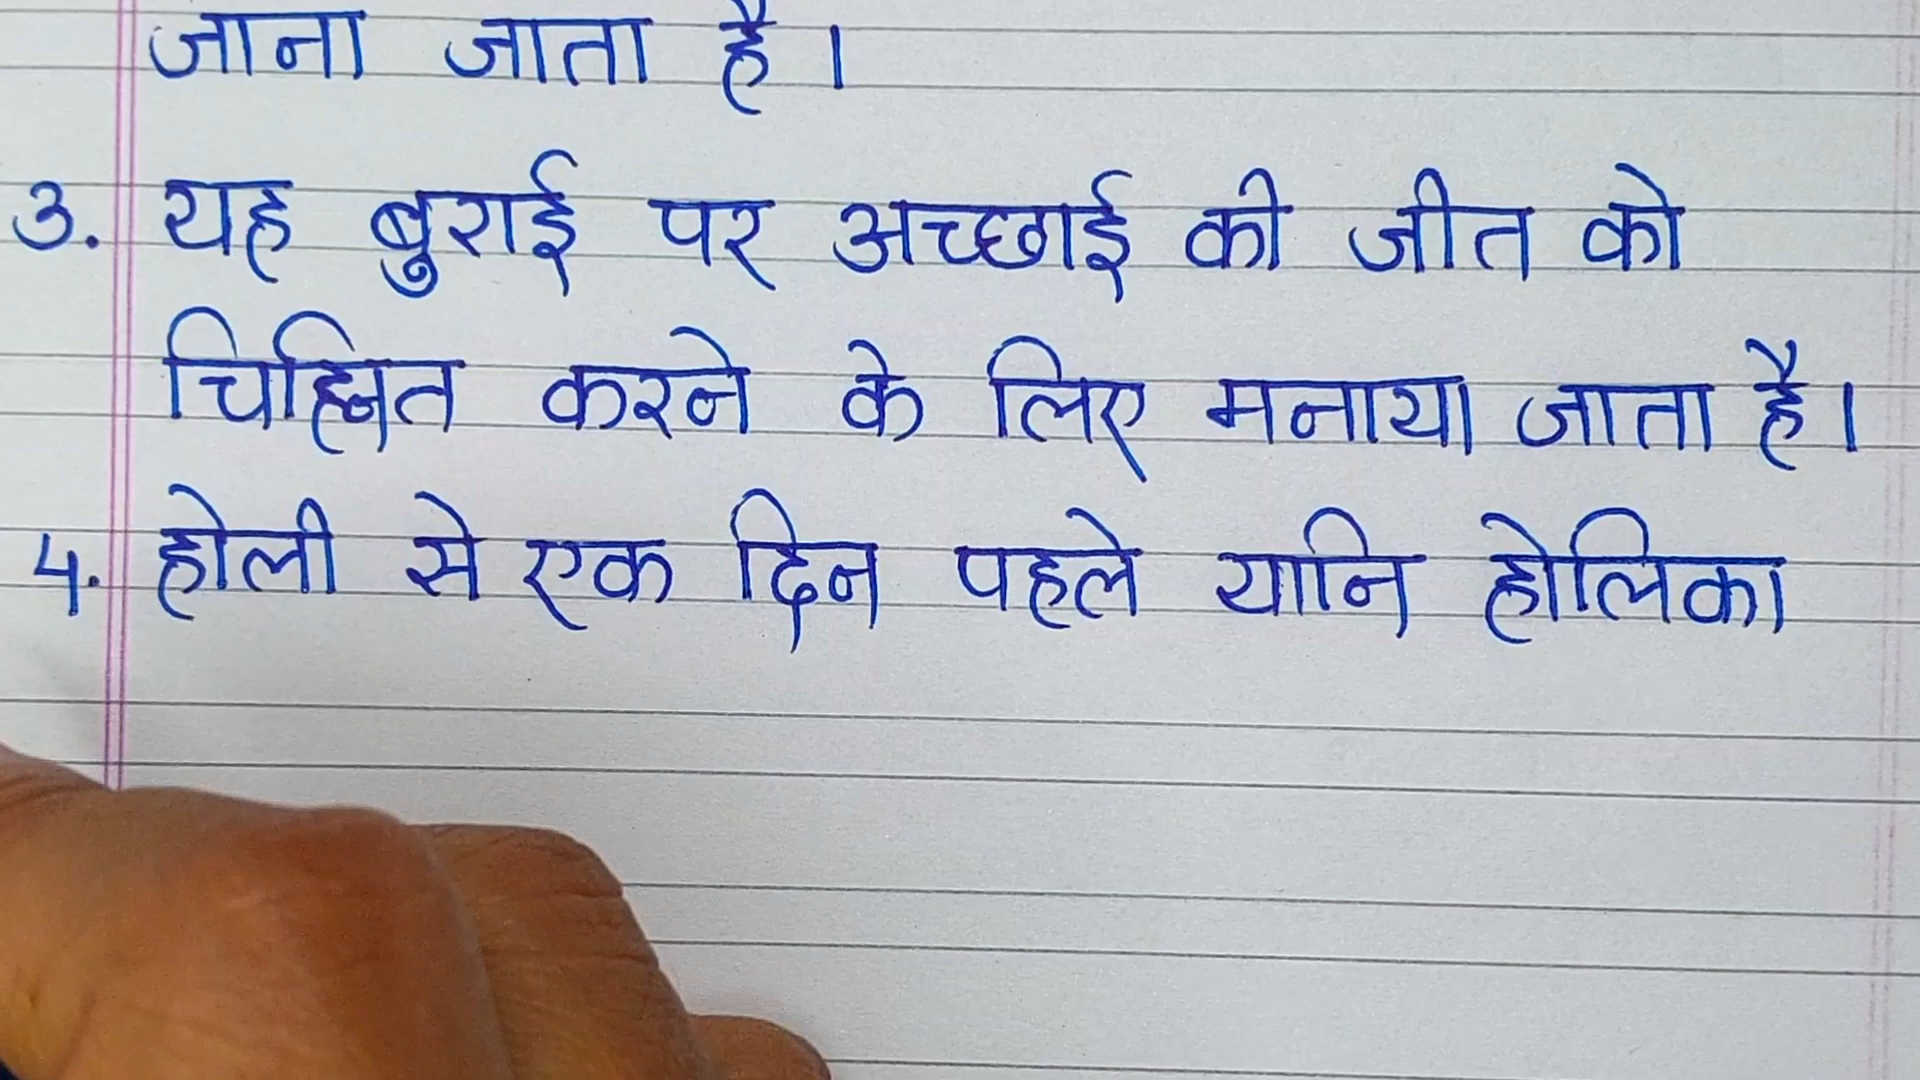 जाना जाता है।
3. यह बुराई पर अच्छाई की जीत को
चिह्नित करने के लिए मनाया जाता है।
4. होली से एक दिन पहले यानि होलिका